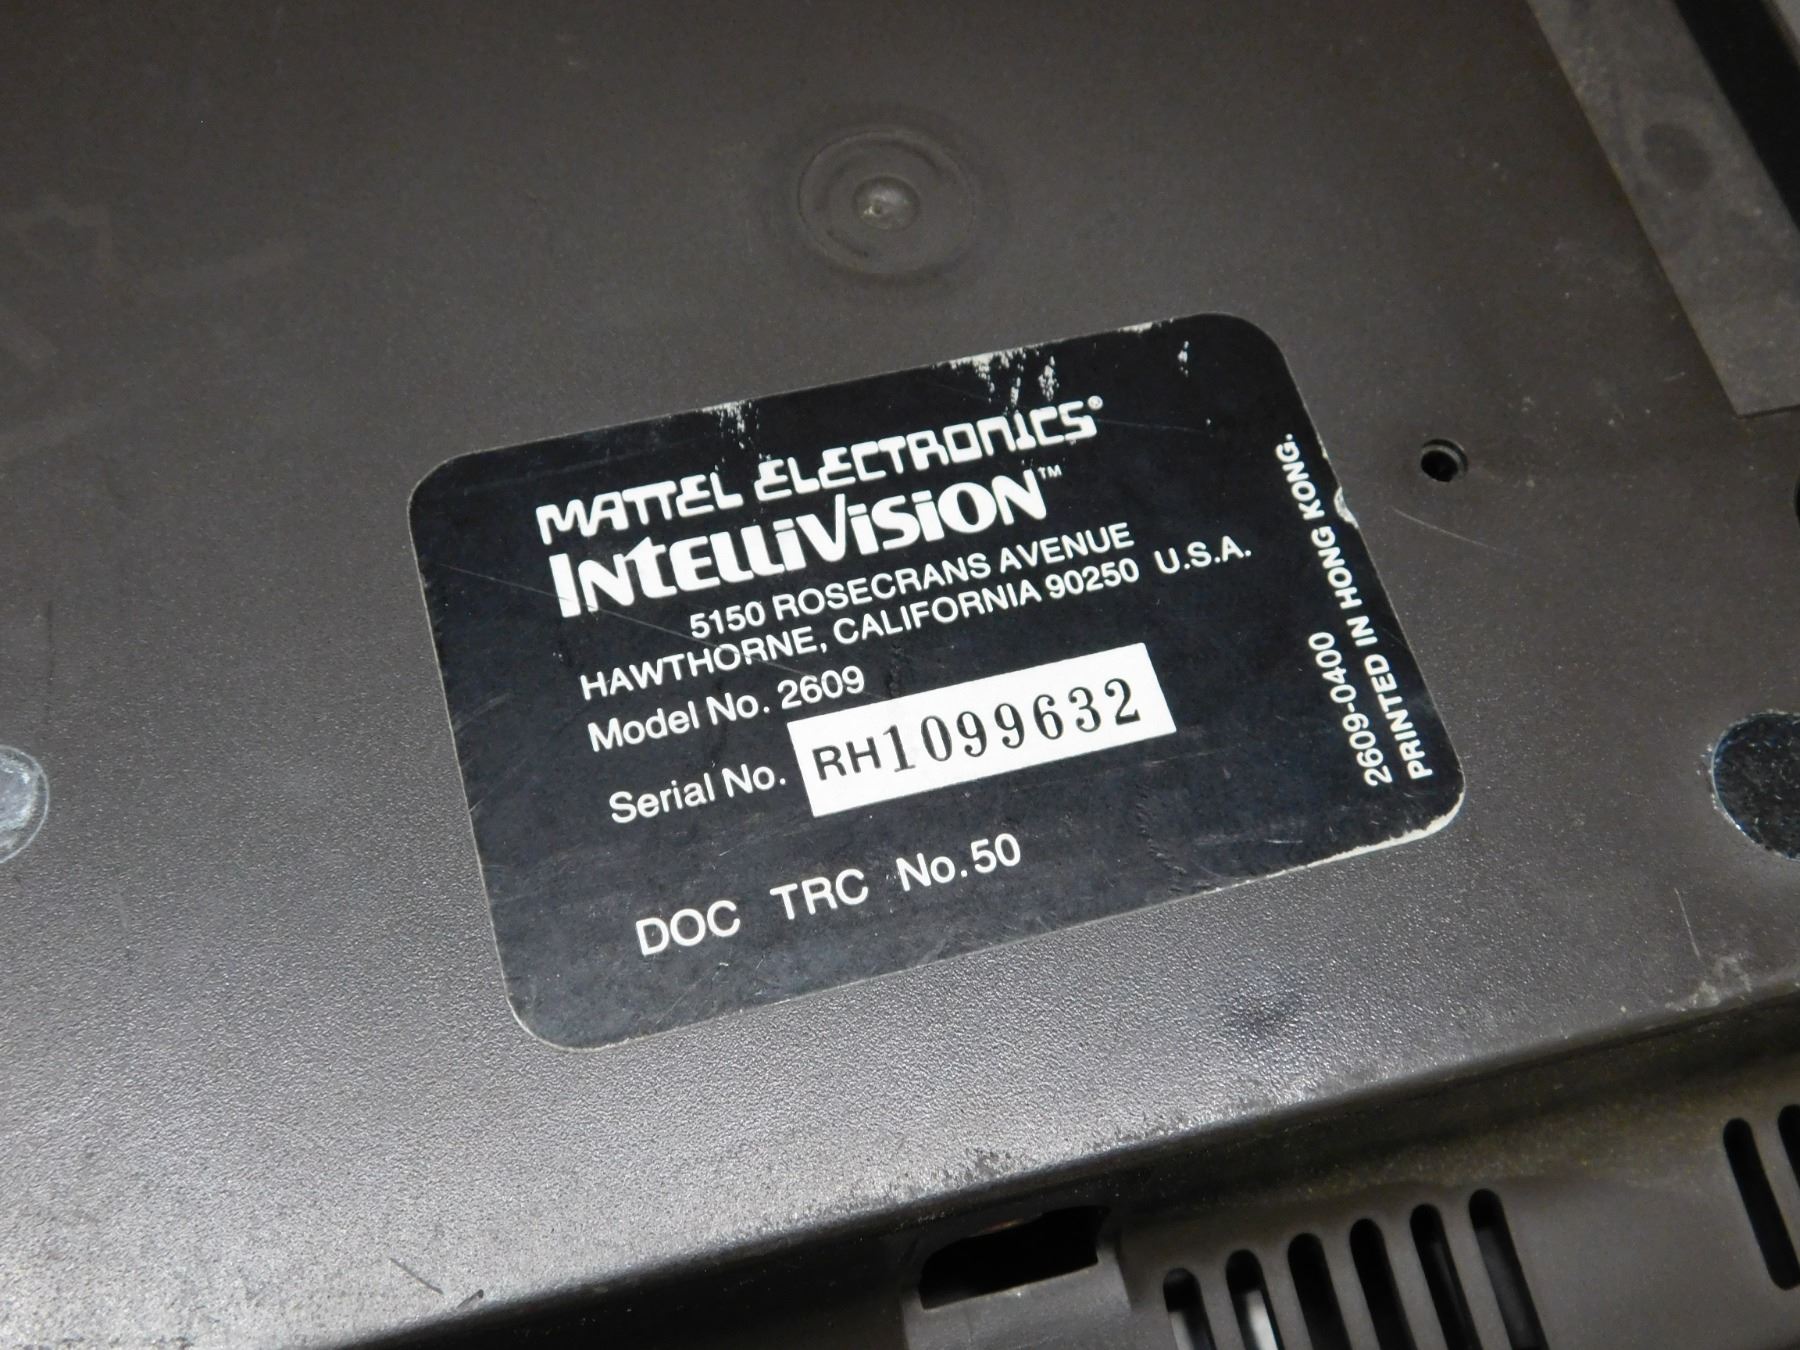 MATTEL ELECTRONICS®
INTELLIVISION™
5150 ROSECRANS AVENUE
HAWTHORNE, CALIFORNIA 90250 U.S.A.
Model No. 2609
Serial No. RH1099632
DOC TRC No. 50
2609-0400
PRINTED IN HONG KONG.